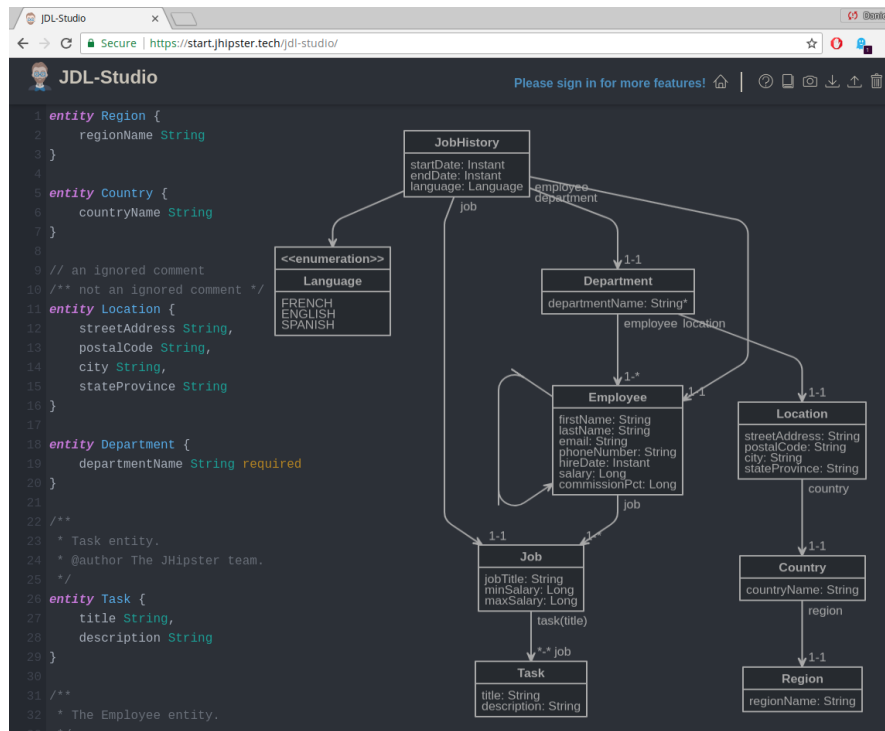 JDL-Studio
Secure | https://start.jhipster.tech/jdl-studio/
JDL-Studio
Please sign in for more features!
1 entity Region {
2 regionName String
3 }
4
5 entity Country {
6 countryName String
7 }
8
9 // an ignored comment
10 /** not an ignored comment */
11 entity Location {
12 streetAddress String,
13 postalCode String,
14 city String,
15 stateProvince String
16 }
17
18 entity Department {
19 departmentName String required
20 }
21
22 /**
23 * Task entity.
24 * @author The JHipster team.
25 */
26 entity Task {
27 title String,
28 description String
29 }
30
31 /**
32 * The Employee entity.
JobHistory
startDate: Instant
endDate: Instant
language: Language
employee
department
job
<<enumeration>>
Language
FRENCH
ENGLISH
SPANISH
1-1
Department
departmentName: String*
employee location
1-*
1-1
Employee
firstName: String
lastName: String
email: String
phoneNumber: String
hireDate: Instant
salary: Long
commissionPct: Long
job
1-1
Location
streetAddress: String
postalCode: String
city: String
stateProvince: String
country
1-1
1-*
Job
jobTitle: String
minSalary: Long
maxSalary: Long
task(title)
1-1
Country
countryName: String
region
*-* job
Task
title: String
description: String
1-1
Region
regionName: String